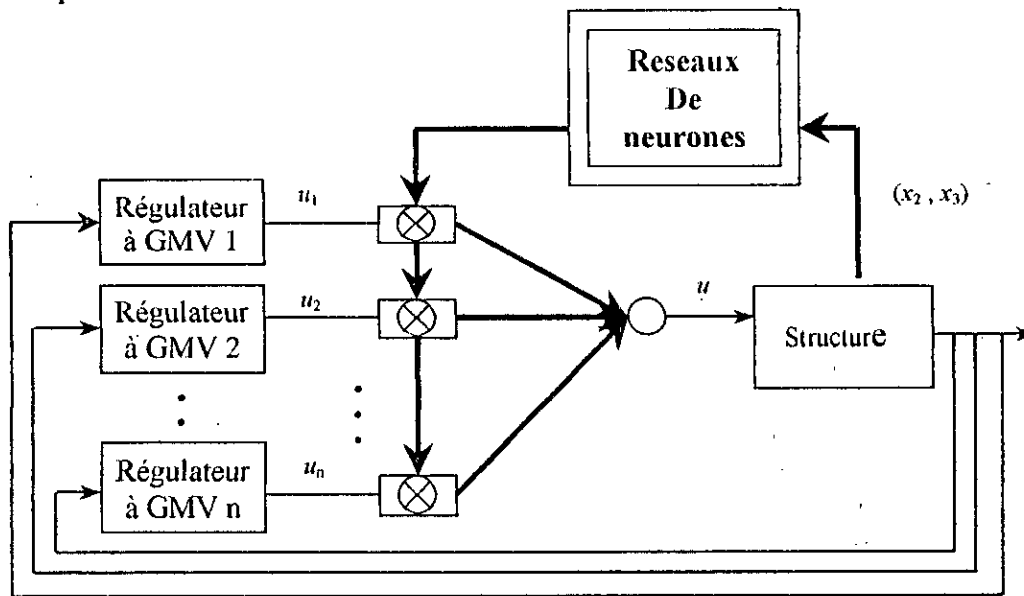 Reseaux
De
neurones
(x₂ , x₃)
Régulateur
à GMV 1
u₁
Régulateur
à GMV 2
u₂
u
Structure
Régulateur
à GMV n
uₙ